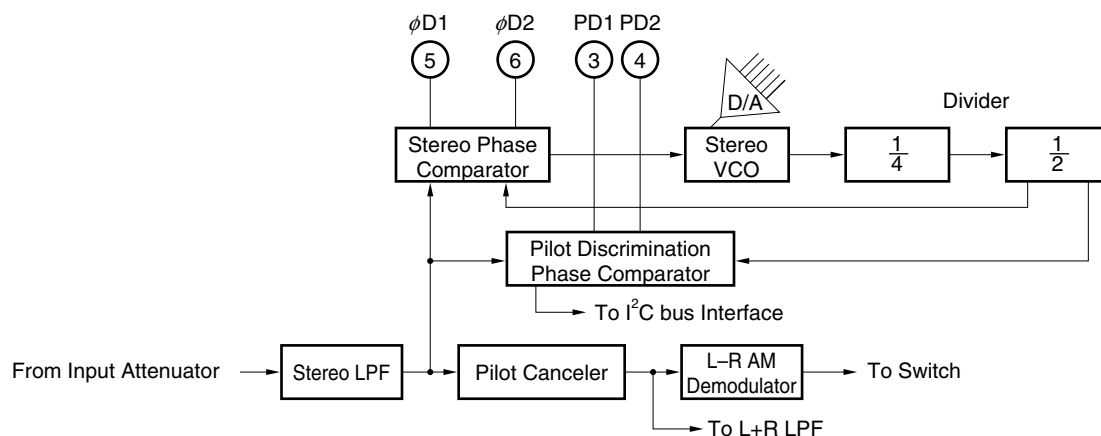 ϕD1
ϕD2
PD1
PD2
5
6
3
4
D/A
Divider
Stereo Phase
Comparator
Stereo
VCO
1
4
1
2
Pilot Discrimination
Phase Comparator
To I²C bus Interface
From Input Attenuator
Stereo LPF
Pilot Canceler
L–R AM
Demodulator
To Switch
To L+R LPF